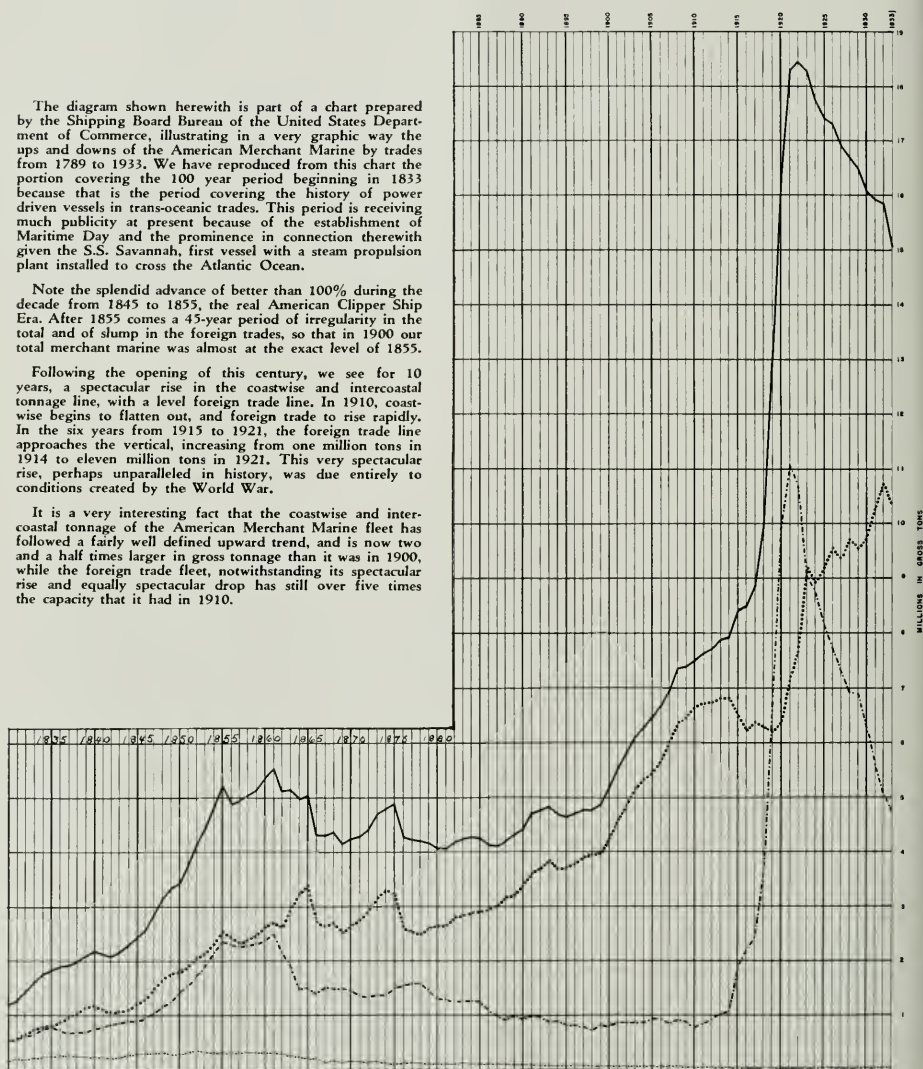 1885 1890 1895 1900 1905 1910 1915 1920 1925 1930 1933
19
18
17
16
15
14
13
12
11
10
9
8
7
6
5
4
3
2
1
MILLIONS IN GROSS TONS
The diagram shown herewith is part of a chart prepared
by the Shipping Board Bureau of the United States Depart-
ment of Commerce, illustrating in a very graphic way the
ups and downs of the American Merchant Marine by trades
from 1789 to 1933. We have reproduced from this chart the
portion covering the 100 year period beginning in 1833
because that is the period covering the history of power
driven vessels in trans-oceanic trades. This period is receiving
much publicity at present because of the establishment of
Maritime Day and the prominence in connection therewith
given the S.S. Savannah, first vessel with a steam propulsion
plant installed to cross the Atlantic Ocean.
Note the splendid advance of better than 100% during the
decade from 1845 to 1855, the real American Clipper Ship
Era. After 1855 comes a 45-year period of irregularity in the
total and of slump in the foreign trades, so that in 1900 our
total merchant marine was almost at the exact level of 1855.
Following the opening of this century, we see for 10
years, a spectacular rise in the coastwise and intercoastal
tonnage line, with a level foreign trade line. In 1910, coast-
wise begins to flatten out, and foreign trade to rise rapidly.
In the six years from 1915 to 1921, the foreign trade line
approaches the vertical, increasing from one million tons in
1914 to eleven million tons in 1921. This very spectacular
rise, perhaps unparalleled in history, was due entirely to
conditions created by the World War.
It is a very interesting fact that the coastwise and inter-
coastal tonnage of the American Merchant Marine fleet has
followed a fairly well defined upward trend, and is now two
and a half times larger in gross tonnage than it was in 1900,
while the foreign trade fleet, notwithstanding its spectacular
rise and equally spectacular drop has still over five times
the capacity that it had in 1910.
1835 1840 1845 1850 1855 1860 1865 1870 1875 1880